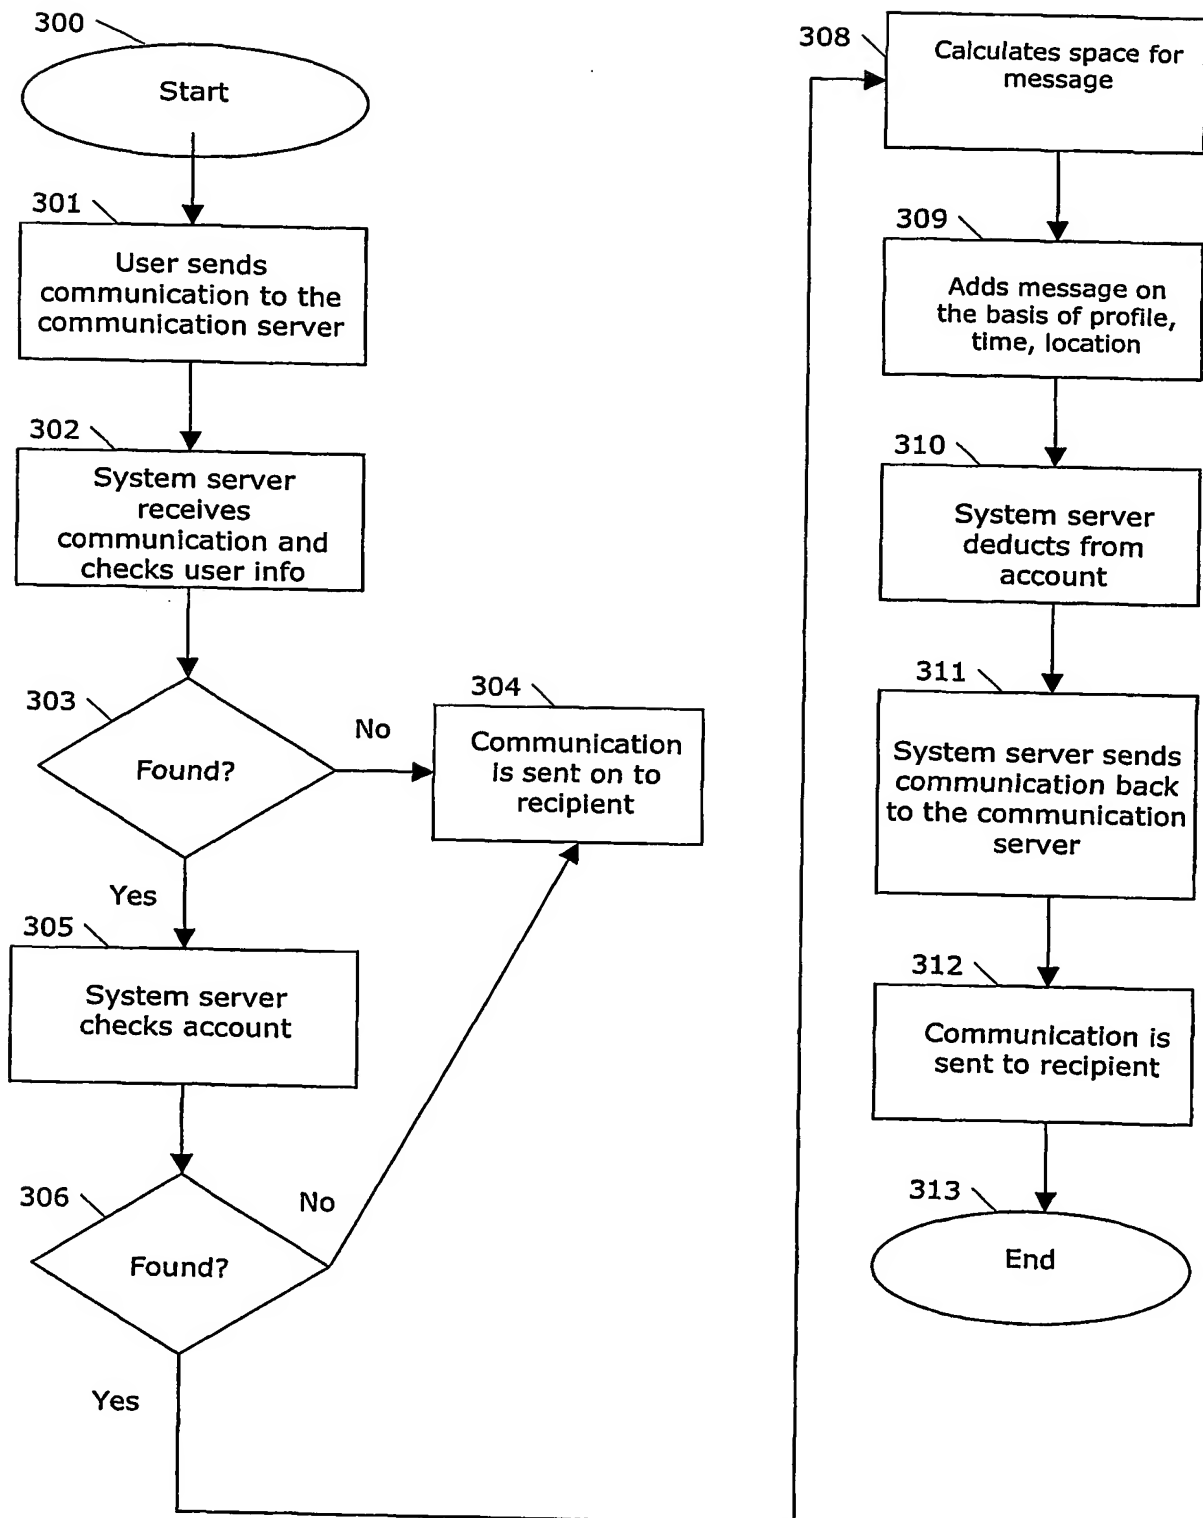 300
Start
301
User sends
communication to the
communication server
302
System server
receives
communication and
checks user info
303
Found?
No
Yes
304
Communication
is sent on to
recipient
305
System server
checks account
306
Found?
No
Yes
308
Calculates space for
message
309
Adds message on
the basis of profile,
time, location
310
System server
deducts from
account
311
System server sends
communication back
to the communication
server
312
Communication is
sent to recipient
313
End